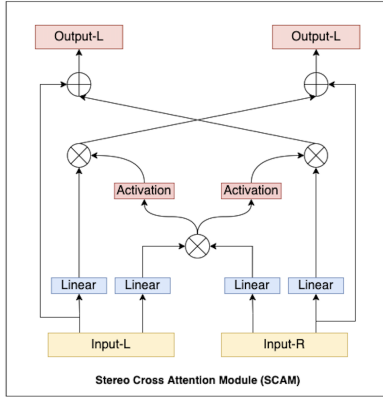 Output-L Output-L
Activation Activation
Linear Linear Linear Linear
Input-L Input-R
Stereo Cross Attention Module (SCAM)